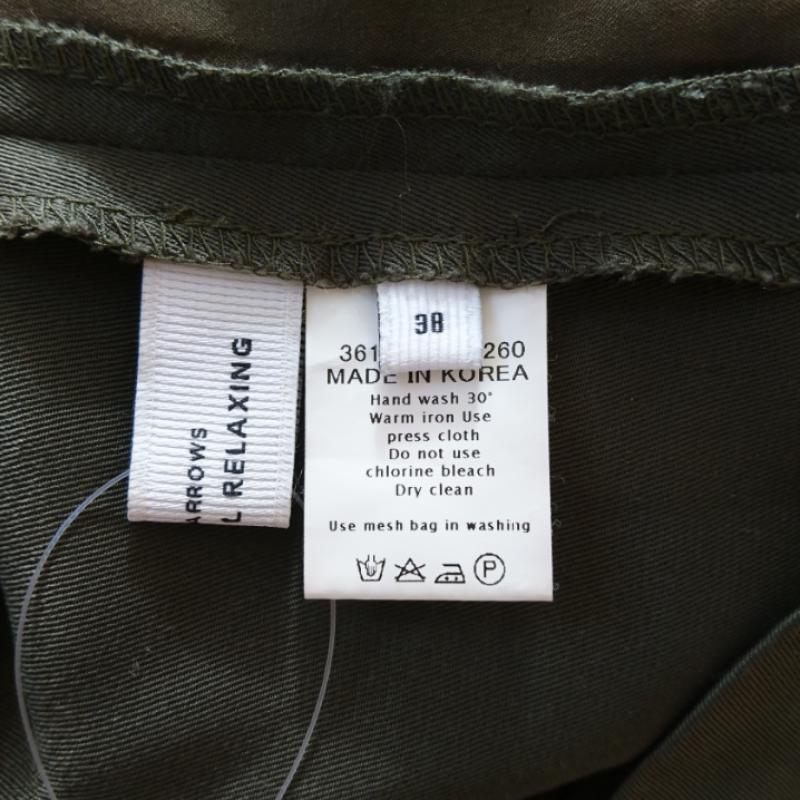 ARROWS
L RELAXING
38
361 260
MADE IN KOREA
Hand wash 30°
Warm iron Use
press cloth
Do not use
chlorine bleach
Dry clean
Use mesh bag in washing
P